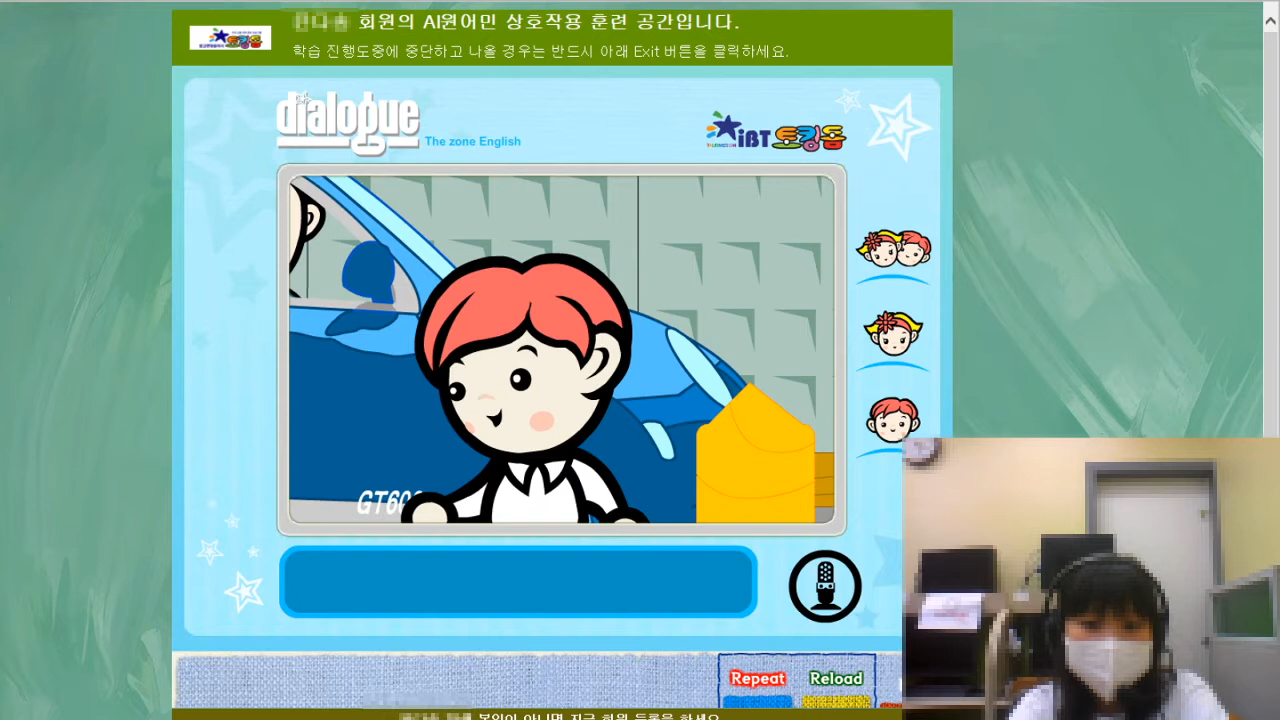 회원의 AI원어민 상호작용 훈련 공간입니다.
학습 진행도중에 중단하고 나올 경우는 반드시 아래 Exit 버튼을 클릭하세요.
dialogue
The zone English
iBT 토킹톰
GT600
Repeat
Reload
본인이 아니면 지금 회원 등록을 하세요